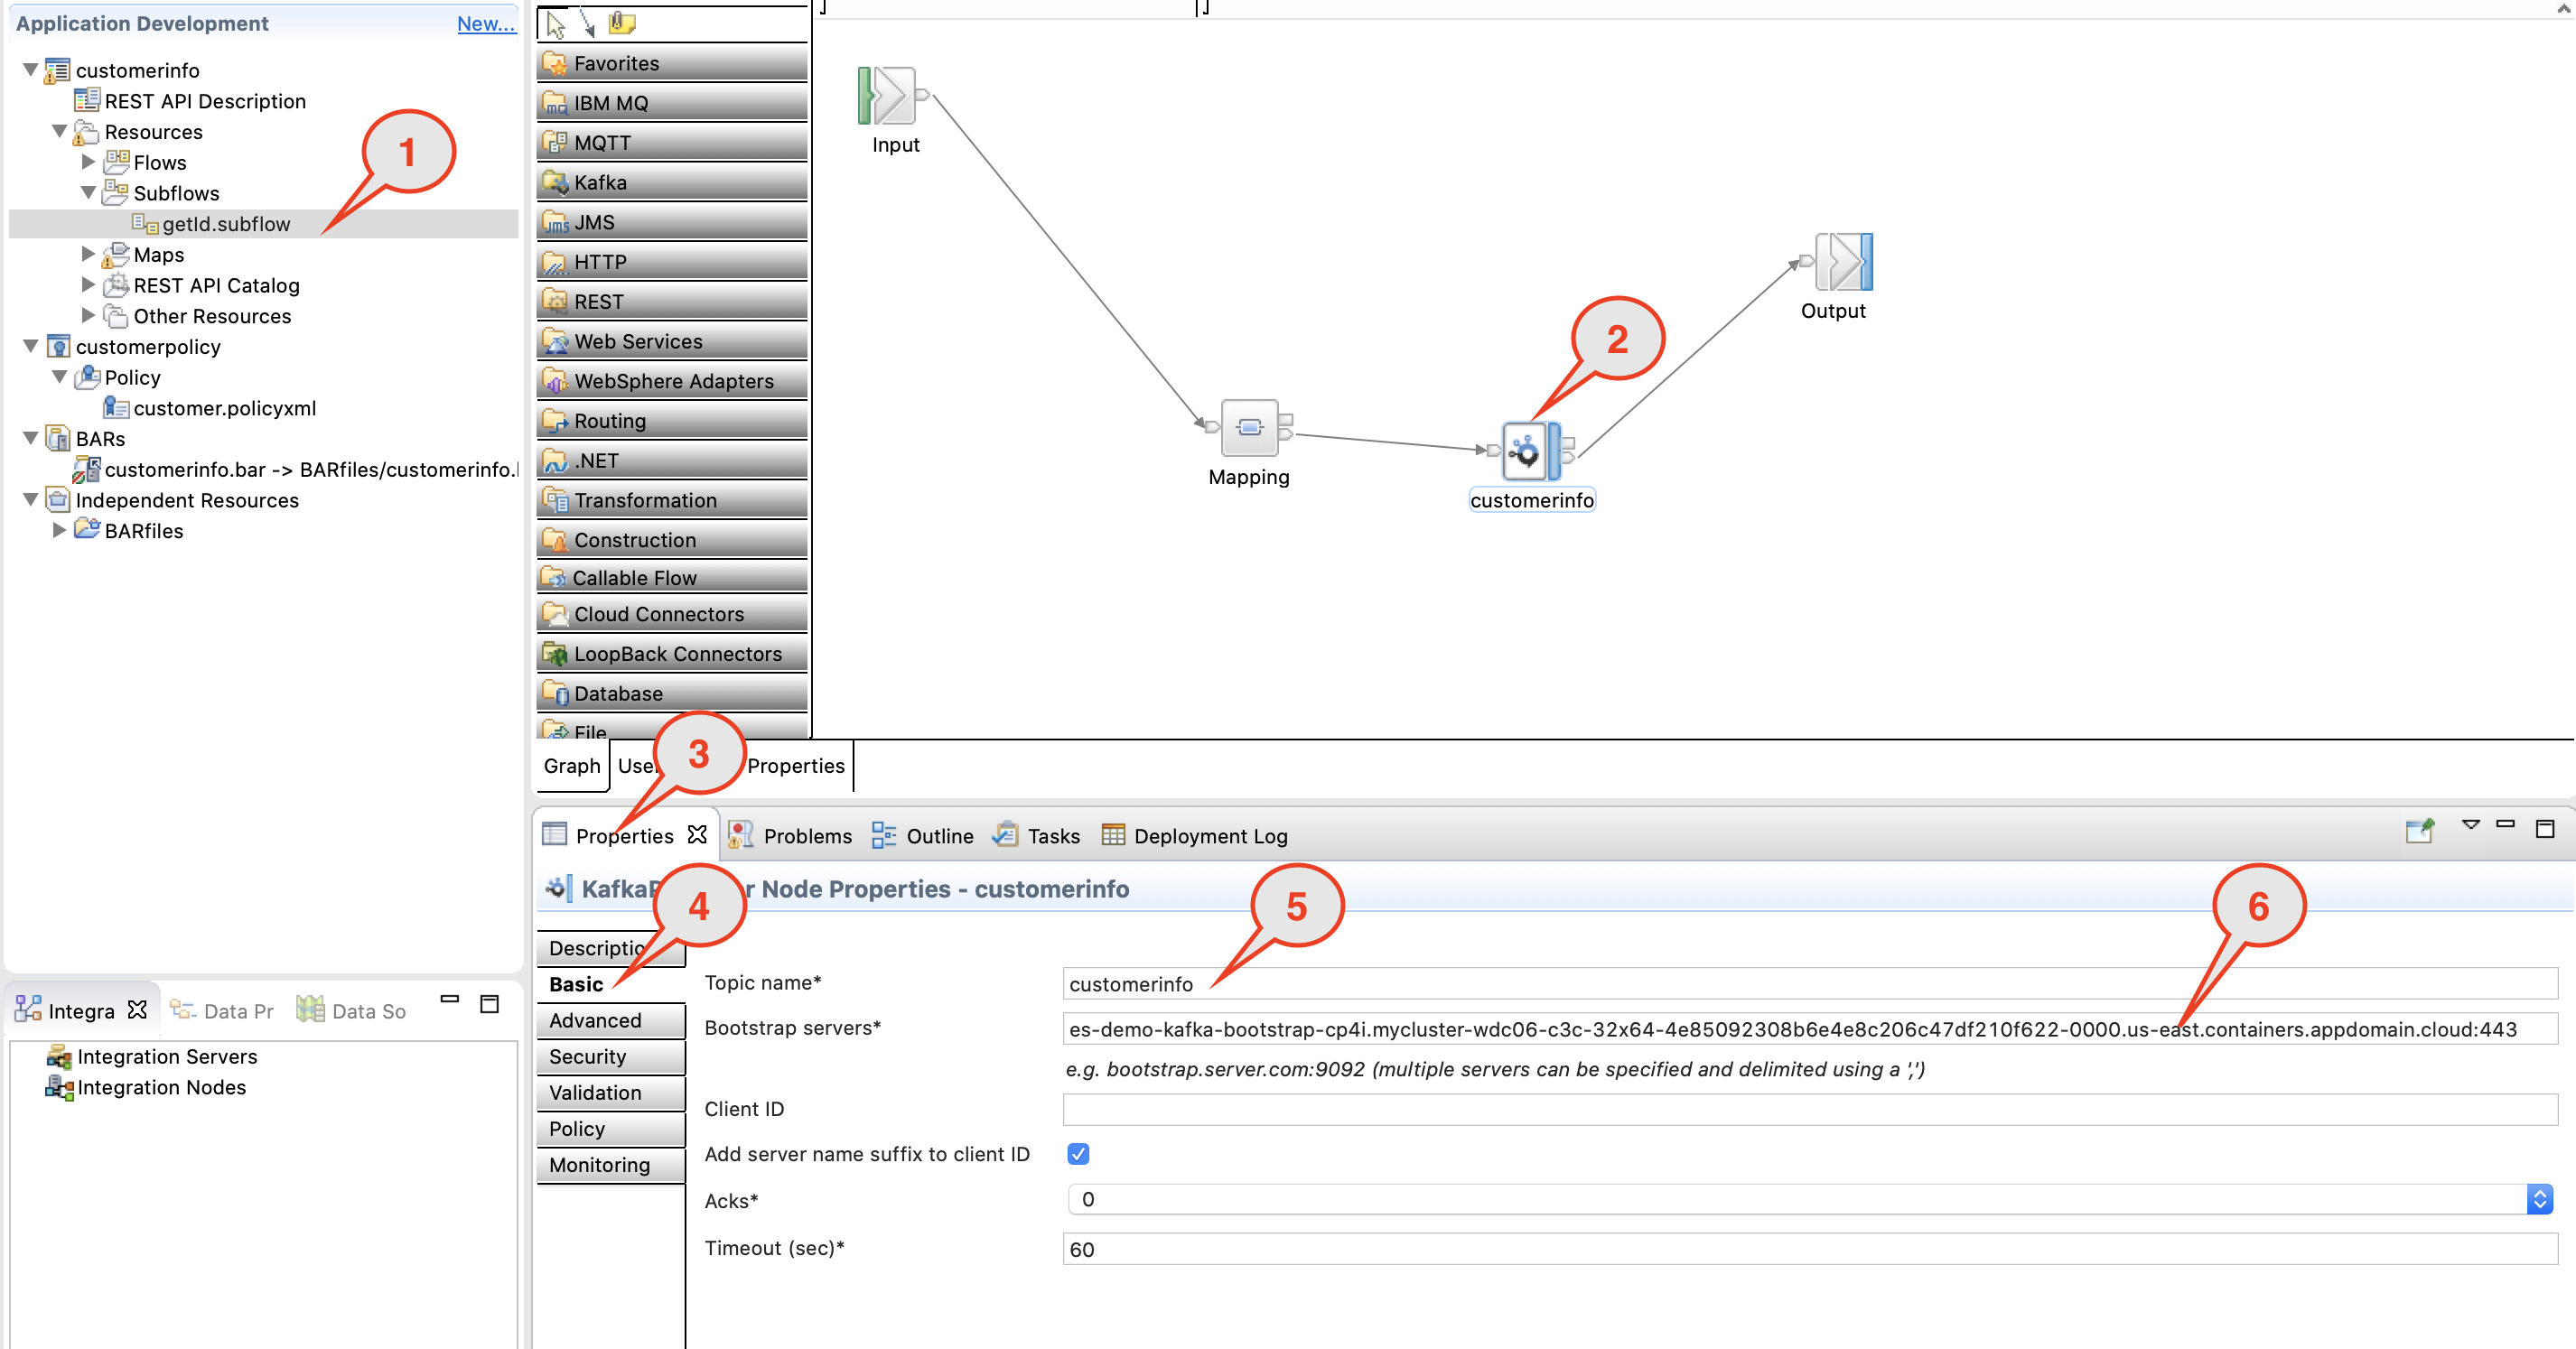 Application Development
New...
customerinfo
REST API Description
Resources
Flows
Subflows
getId.subflow
Maps
REST API Catalog
Other Resources
customerpolicy
Policy
customer.policyxml
BARs
customerinfo.bar -> BARfiles/customerinfo.
Independent Resources
BARfiles
1
Integra
Data Pr
Data So
Integration Servers
Integration Nodes
Favorites
IBM MQ
MQTT
Kafka
JMS
HTTP
REST
Web Services
WebSphere Adapters
Routing
.NET
Transformation
Construction
Callable Flow
Cloud Connectors
LoopBack Connectors
Database
File
Input
Mapping
customerinfo
Output
2
3
Graph
Properties
Properties
Problems
Outline
Tasks
Deployment Log
Node Properties - customerinfo
4
5
6
Basic
Advanced
Security
Validation
Policy
Monitoring
Topic name*
customerinfo
Bootstrap servers*
es-demo-kafka-bootstrap-cp4i.mycluster-wdc06-c3c-32x64-4e85092308b6e4e8c206c47df210f622-0000.us-east.containers.appdomain.cloud:443
e.g. bootstrap.server.com:9092 (multiple servers can be specified and delimited using a ',')
Client ID
Add server name suffix to client ID
Acks*
0
Timeout (sec)*
60